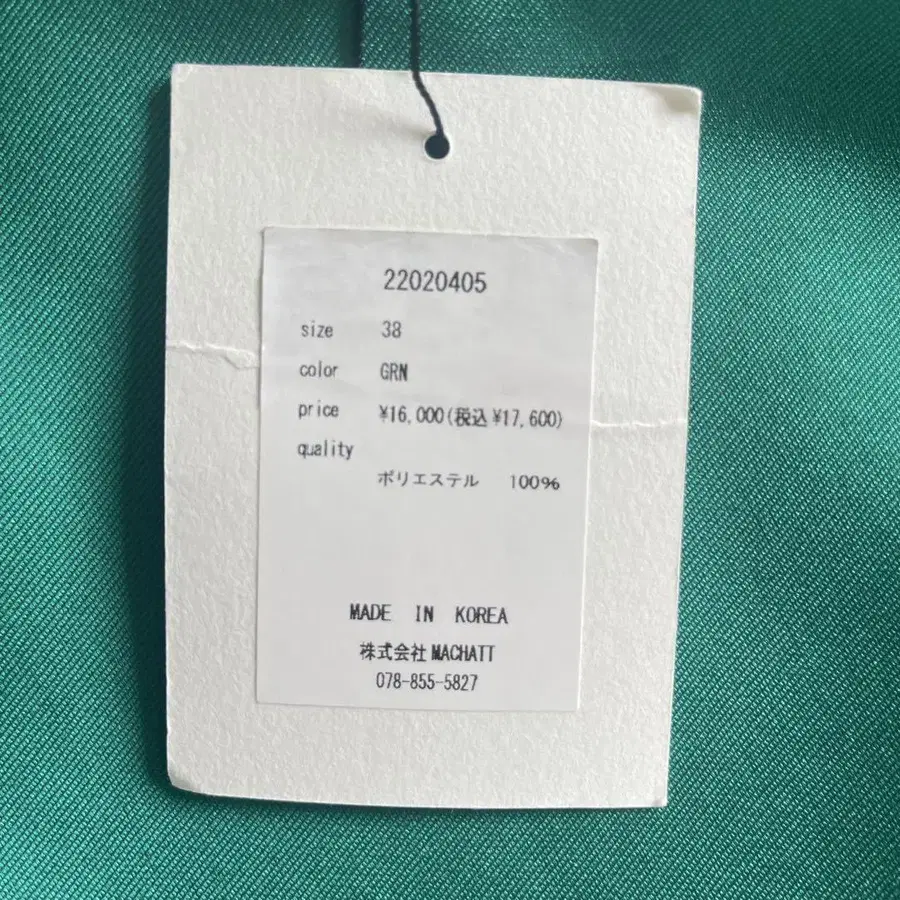 22020405
size 38
color GRN
price ¥16,000(税込¥17,600)
quality
ポリエステル 100%
MADE IN KOREA
株式会社MACHATT
078-855-5827